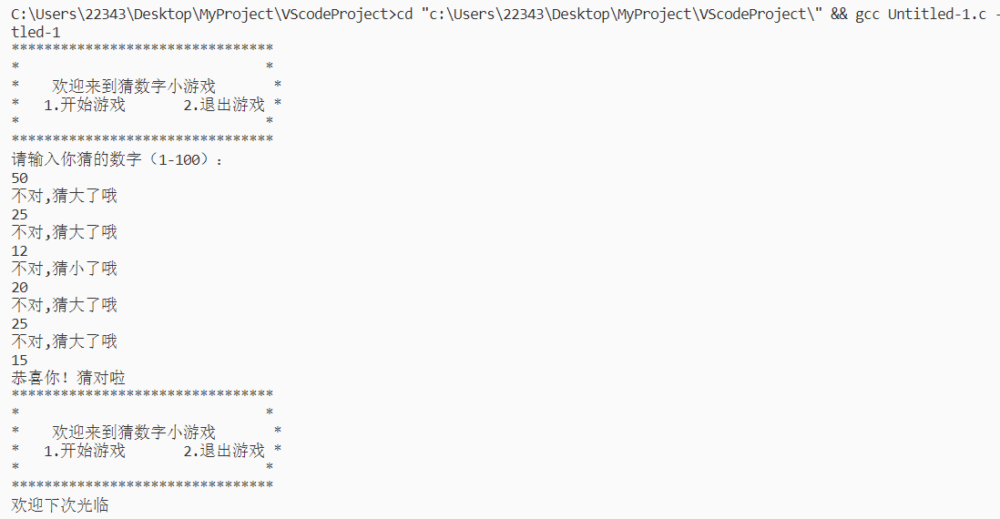 C:\Users\22343\Desktop\MyProject\VScodeProject>cd "c:\Users\22343\Desktop\MyProject\VScodeProject\" && gcc Untitled-1.c -
tled-1
********************************
*                              *
*    欢迎来到猜数字小游戏       *
*   1.开始游戏       2.退出游戏 *
*                              *
********************************
请输入你猜的数字（1-100）：
50
不对,猜大了哦
25
不对,猜大了哦
12
不对,猜小了哦
20
不对,猜大了哦
25
不对,猜大了哦
15
恭喜你！猜对啦
********************************
*                              *
*    欢迎来到猜数字小游戏       *
*   1.开始游戏       2.退出游戏 *
*                              *
********************************
欢迎下次光临